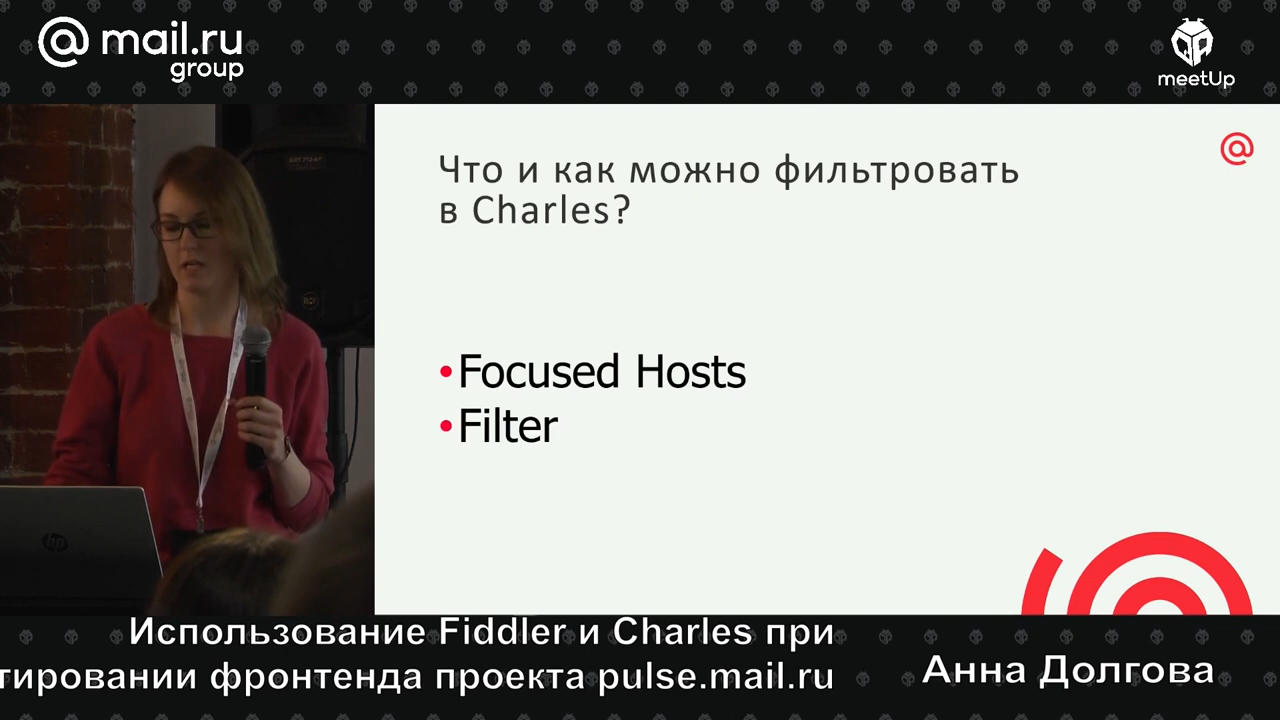 @mail.ru
group
meetUp
Что и как можно фильтровать
в Charles?
@
•Focused Hosts
•Filter
hp
Использование Fiddler и Charles при
тировании фронтенда проекта pulse.mail.ru
Анна Долгова